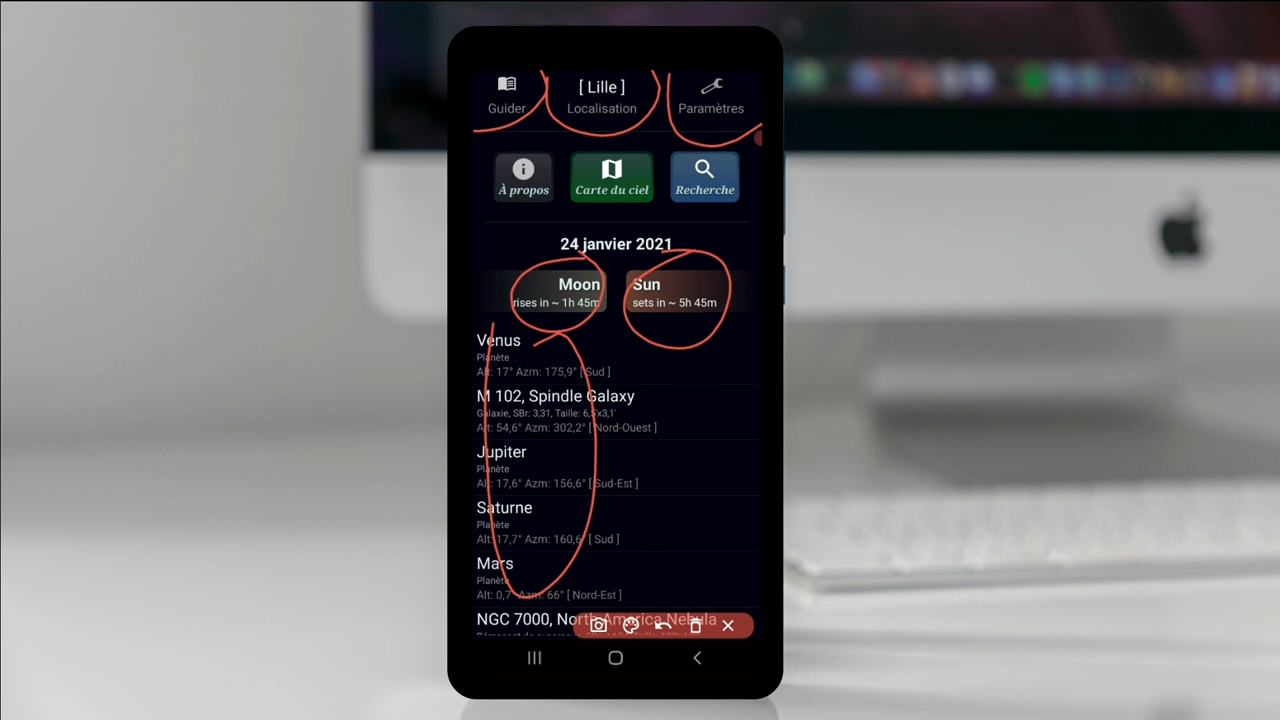 Guider
[ Lille ]
Localisation
Paramètres
À propos
Carte du ciel
Recherche
24 janvier 2021
Moon
rises in ~ 1h 45m
Sun
sets in ~ 5h 45m
Venus
Planète
Alt: 17° Azm: 175,9° [ Sud ]
M 102, Spindle Galaxy
Galaxie, SBr: 3,31, Taille: 6,5'x3,1'
Alt: 54,6° Azm: 302,2° [ Nord-Ouest ]
Jupiter
Planète
Alt: 17,6° Azm: 156,6° [ Sud-Est ]
Saturne
Planète
Alt: 17,7° Azm: 160,6° [ Sud ]
Mars
Planète
Alt: 0,7° Azm: 66° [ Nord-Est ]
NGC 7000, North America Nebula